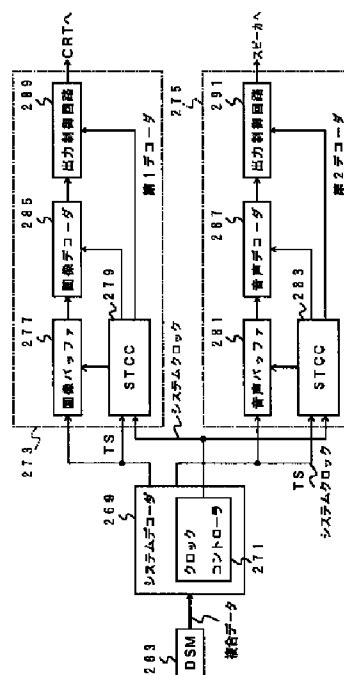 263
DSM
複合データ
269
システムデコーダ
クロック
コントローラ
271
273
TS
システムクロック
277
画像バッファ
279
STCC
285
画像デコーダ
289
出力制御回路
CRTへ
第1デコーダ
275
TS
システムクロック
281
音声バッファ
283
STCC
287
音声デコーダ
291
出力制御回路
スピーカへ
第2デコーダ